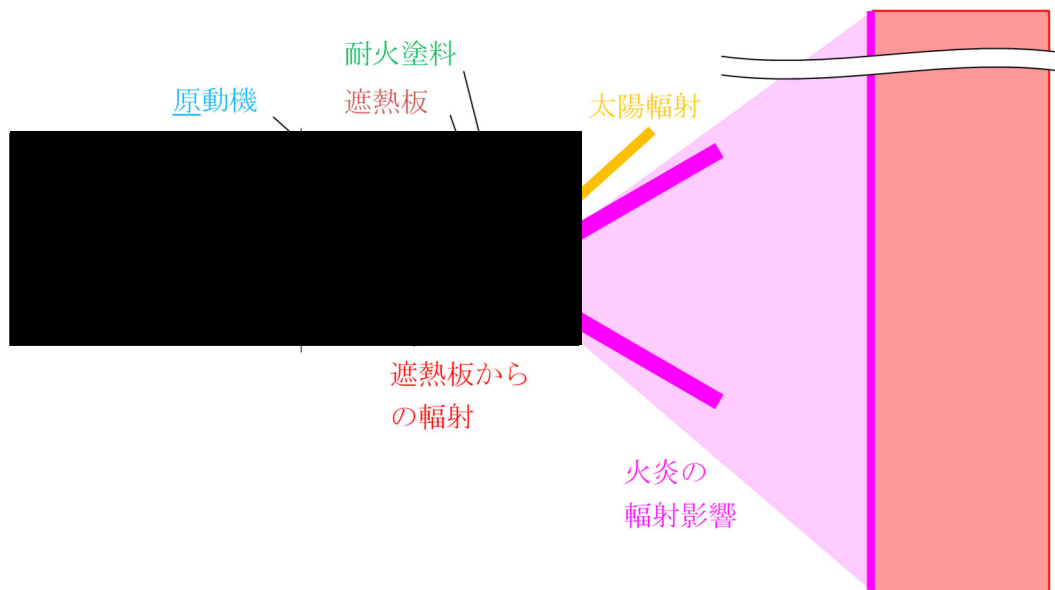 耐火塗料
原動機
遮熱板
太陽輻射
遮熱板から
の輻射
火炎の
輻射影響